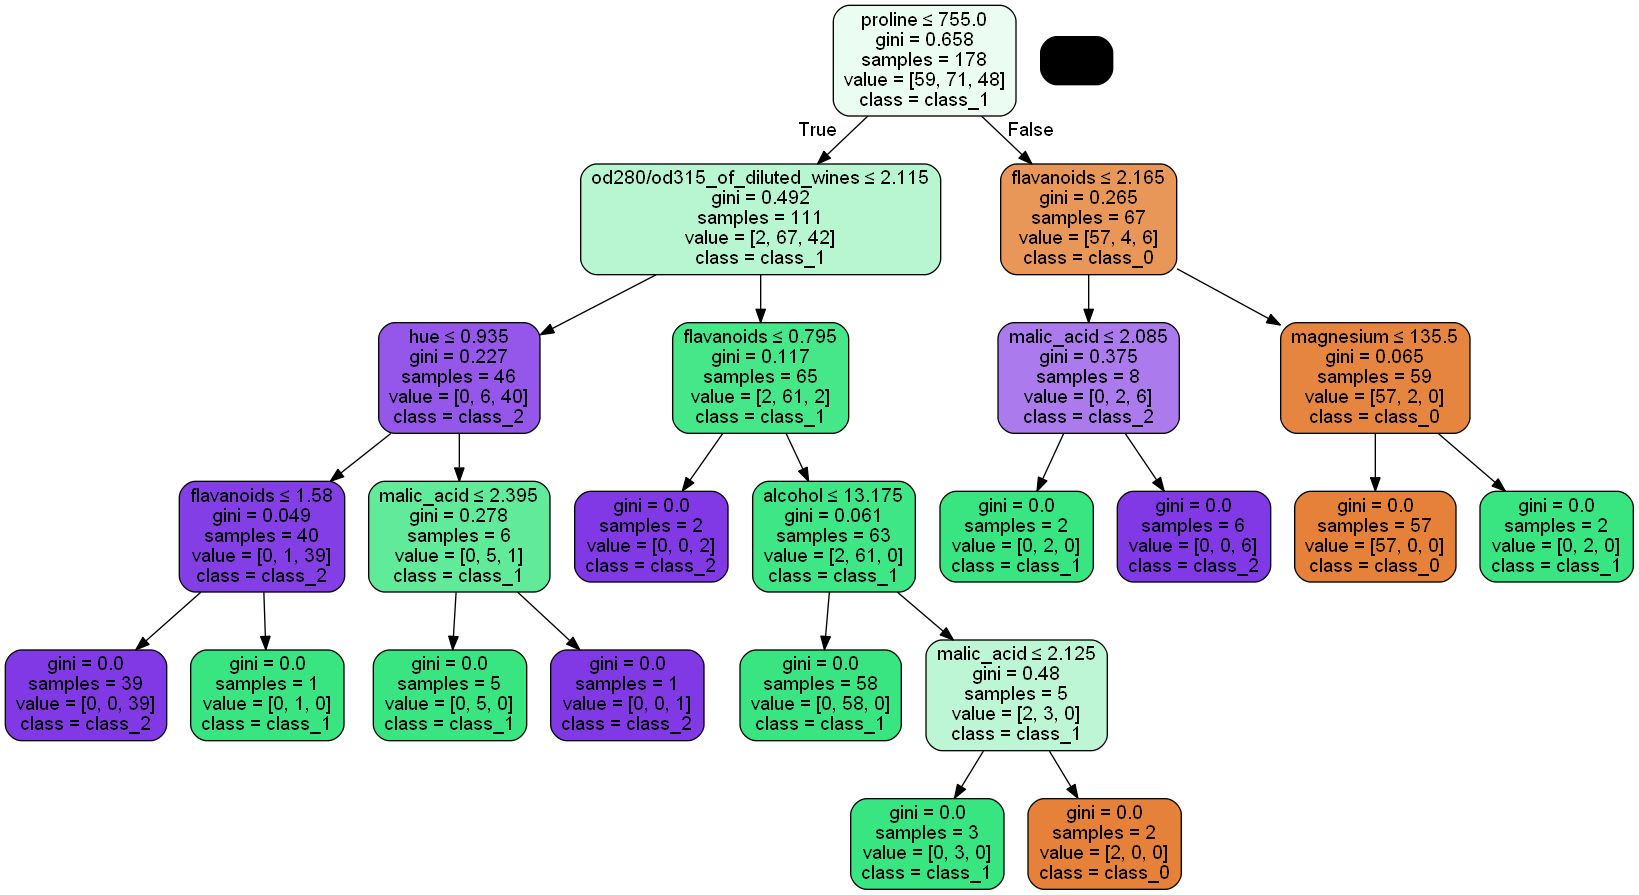 proline ≤ 755.0
gini = 0.658
samples = 178
value = [59, 71, 48]
class = class_1
True
False
od280/od315_of_diluted_wines ≤ 2.115
gini = 0.492
samples = 111
value = [2, 67, 42]
class = class_1
flavanoids ≤ 2.165
gini = 0.265
samples = 67
value = [57, 4, 6]
class = class_0
hue ≤ 0.935
gini = 0.227
samples = 46
value = [0, 6, 40]
class = class_2
flavanoids ≤ 0.795
gini = 0.117
samples = 65
value = [2, 61, 2]
class = class_1
malic_acid ≤ 2.085
gini = 0.375
samples = 8
value = [0, 2, 6]
class = class_2
magnesium ≤ 135.5
gini = 0.065
samples = 59
value = [57, 2, 0]
class = class_0
flavanoids ≤ 1.58
gini = 0.049
samples = 40
value = [0, 1, 39]
class = class_2
malic_acid ≤ 2.395
gini = 0.278
samples = 6
value = [0, 5, 1]
class = class_1
gini = 0.0
samples = 2
value = [0, 0, 2]
class = class_2
alcohol ≤ 13.175
gini = 0.061
samples = 63
value = [2, 61, 0]
class = class_1
gini = 0.0
samples = 2
value = [0, 2, 0]
class = class_1
gini = 0.0
samples = 6
value = [0, 0, 6]
class = class_2
gini = 0.0
samples = 57
value = [57, 0, 0]
class = class_0
gini = 0.0
samples = 2
value = [0, 2, 0]
class = class_1
gini = 0.0
samples = 39
value = [0, 0, 39]
class = class_2
gini = 0.0
samples = 1
value = [0, 1, 0]
class = class_1
gini = 0.0
samples = 5
value = [0, 5, 0]
class = class_1
gini = 0.0
samples = 1
value = [0, 0, 1]
class = class_2
gini = 0.0
samples = 58
value = [0, 58, 0]
class = class_1
malic_acid ≤ 2.125
gini = 0.48
samples = 5
value = [2, 3, 0]
class = class_1
gini = 0.0
samples = 3
value = [0, 3, 0]
class = class_1
gini = 0.0
samples = 2
value = [2, 0, 0]
class = class_0